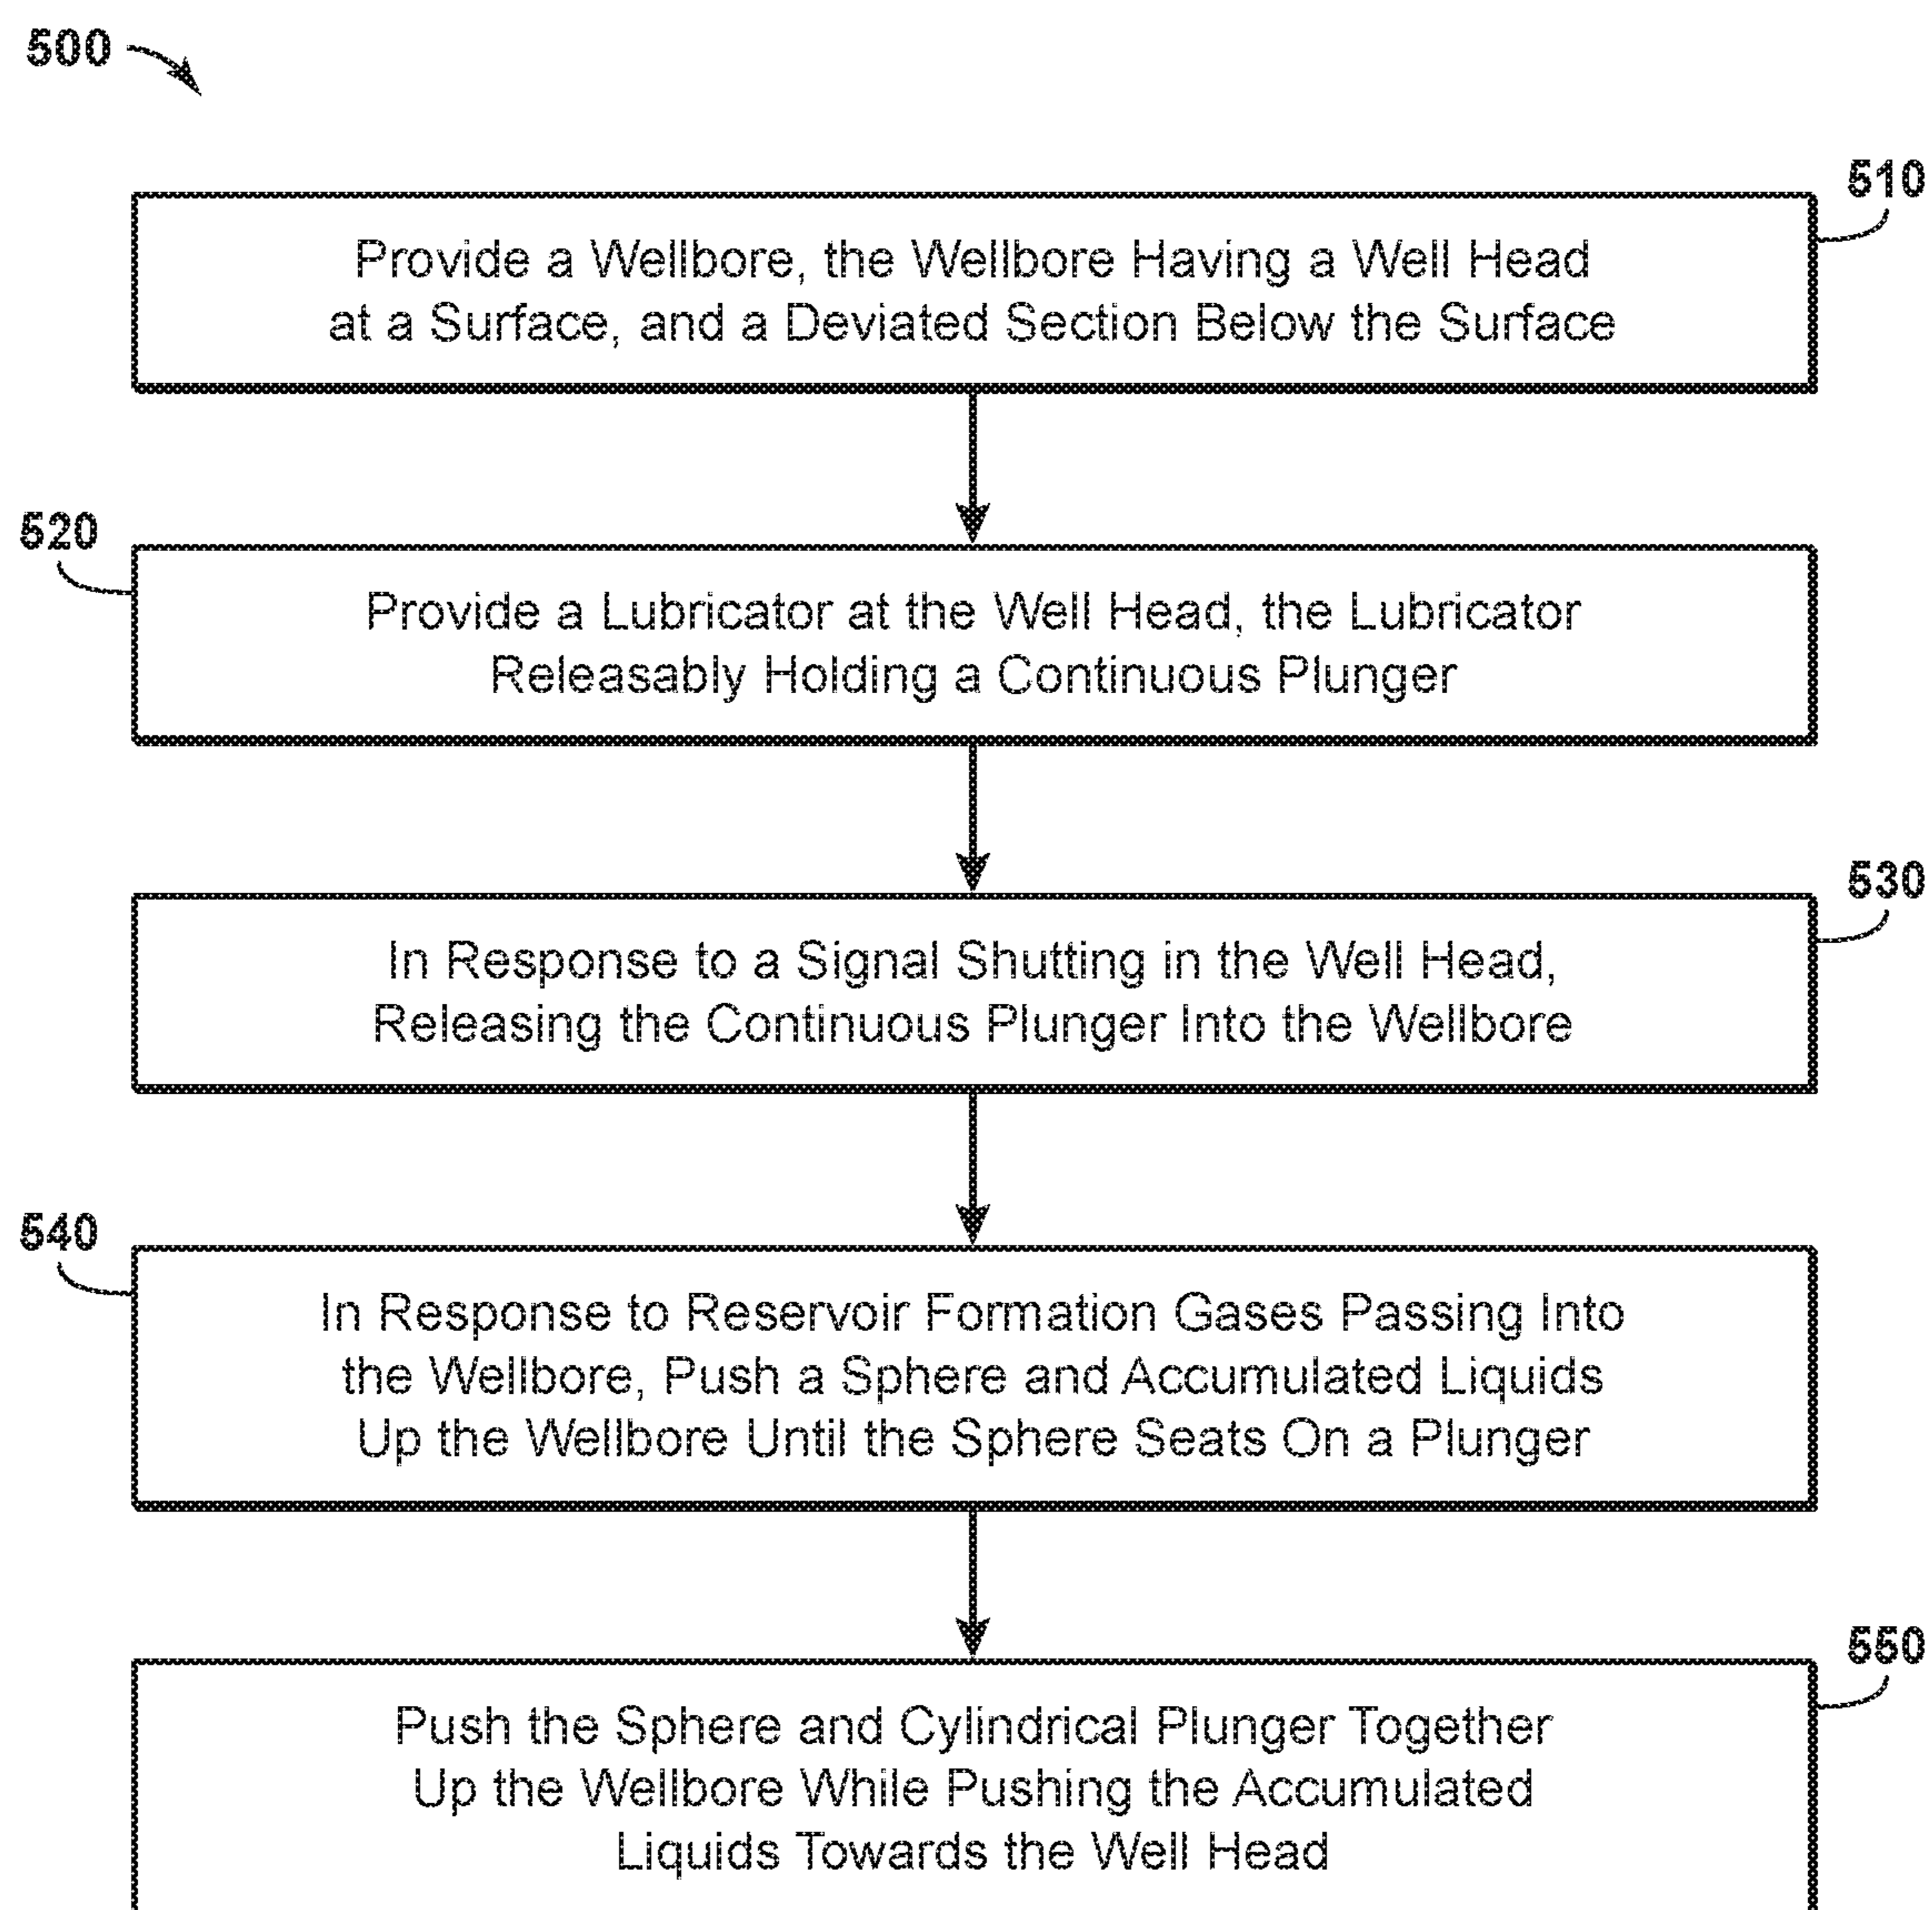 500
510
Provide a Wellbore, the Wellbore Having a Well Head
at a Surface, and a Deviated Section Below the Surface
520
Provide a Lubricator at the Well Head, the Lubricator
Releasably Holding a Continuous Plunger
530
In Response to a Signal Shutting in the Well Head,
Releasing the Continuous Plunger Into the Wellbore
540
In Response to Reservoir Formation Gases Passing Into
the Wellbore, Push a Sphere and Accumulated Liquids
Up the Wellbore Until the Sphere Seats On a Plunger
550
Push the Sphere and Cylindrical Plunger Together
Up the Wellbore While Pushing the Accumulated
Liquids Towards the Well Head